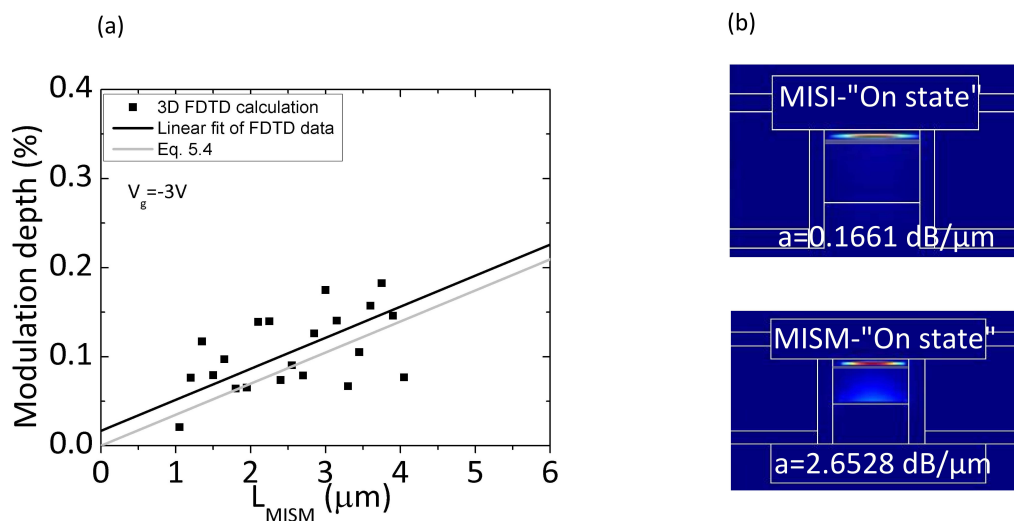 (a)
(b)
0.4
0.3
0.2
0.1
0.0
Modulation depth (%)
3D FDTD calculation
Linear fit of FDTD data
Eq. 5.4
Vg=-3V
0 1 2 3 4 5 6
LMISM (μm)
MISI-"On state"
a=0.1661 dB/μm
MISM-"On state"
a=2.6528 dB/μm